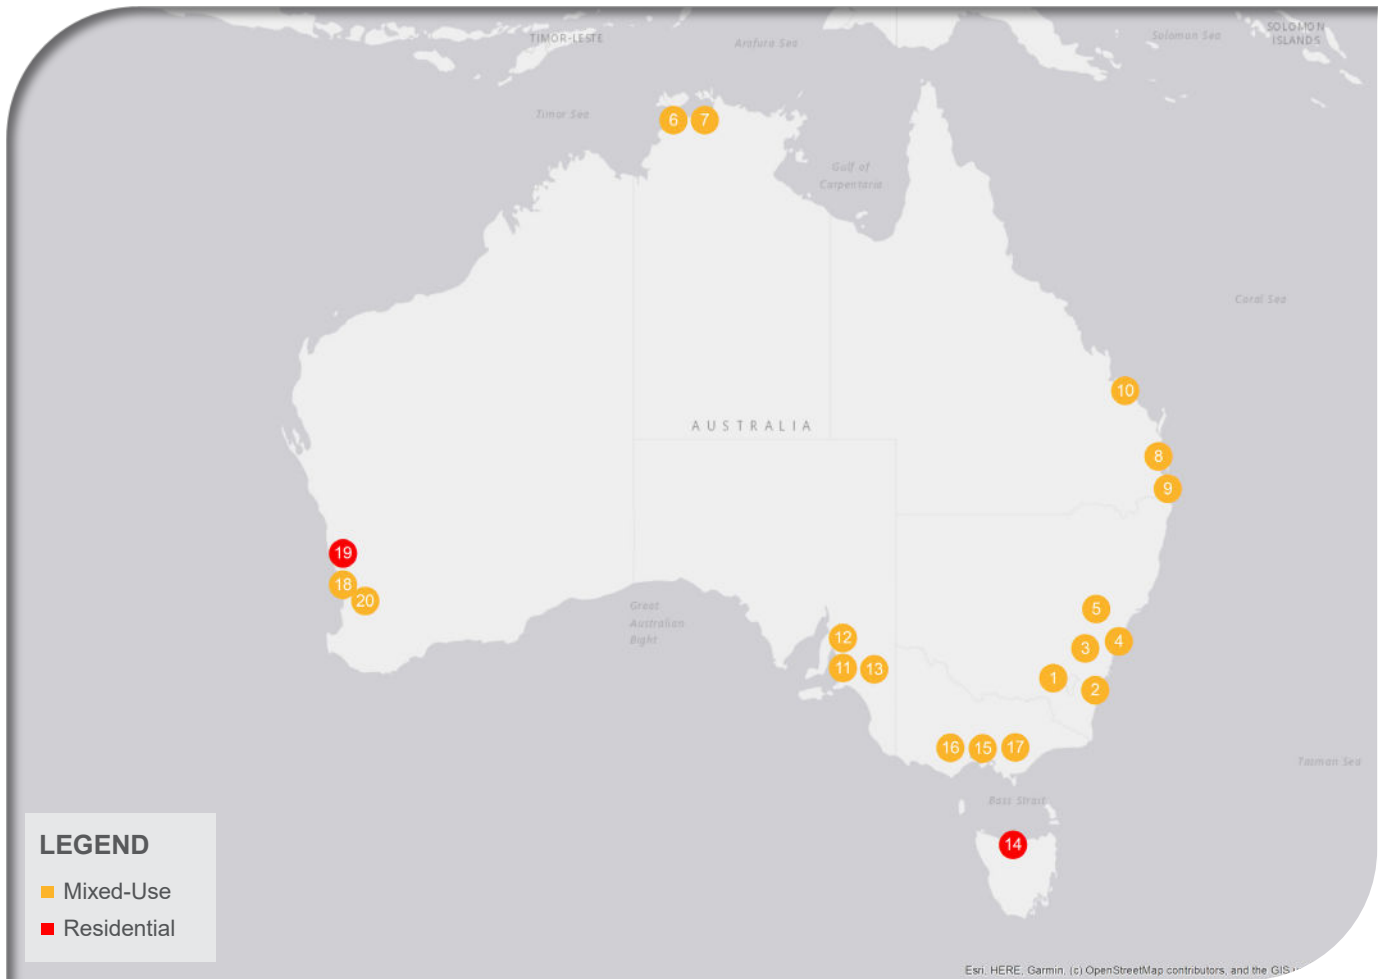 TIMOR-LESTE
Arafura Sea
Solomon Sea
SOLOMON
ISLANDS
Timor Sea
6
7
Gulf of
Carpentaria
Coral Sea
10
AUSTRALIA
8
9
19
18
20
Great
Australian
Bight
5
12
4
3
11
13
1
2
16
15
17
Tasman Sea
Bass Strait
14
LEGEND
Mixed-Use
Residential
Esri, HERE, Garmin, (c) OpenStreetMap contributors, and the GIS